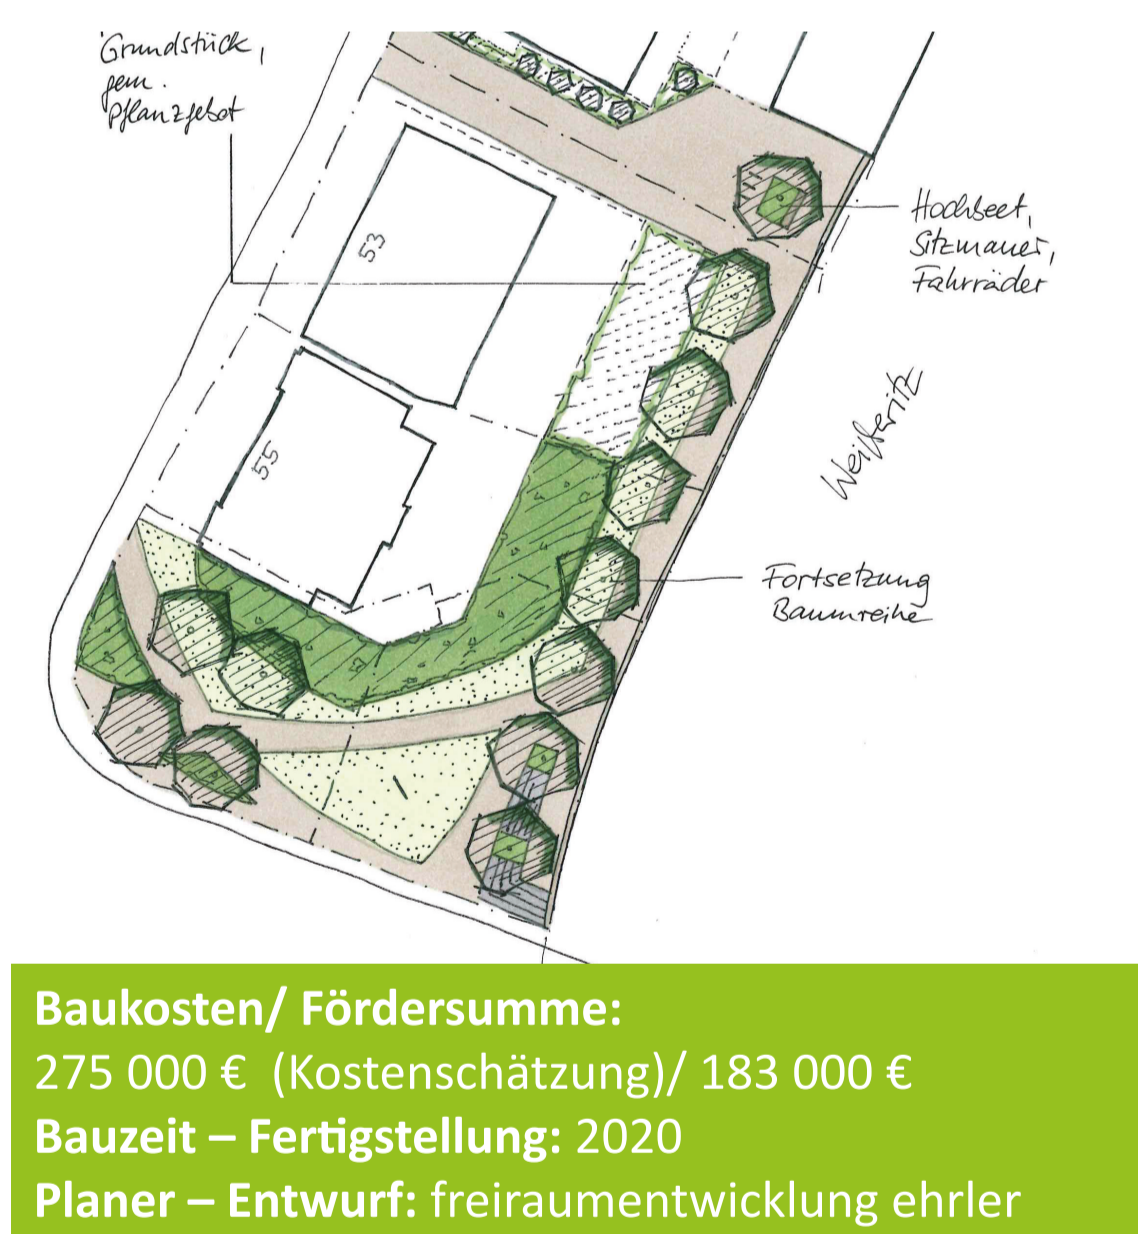 Grundstück,
gem.
Pflanzgebot
53
Hochbeet,
Sitzmauer,
Fahrräder
Weißeritz
55
Fortsetzung
Baumreihe
Baukosten/ Fördersumme:
275 000 € (Kostenschätzung)/ 183 000 €
Bauzeit – Fertigstellung: 2020
Planer – Entwurf: freiraumentwicklung ehrler